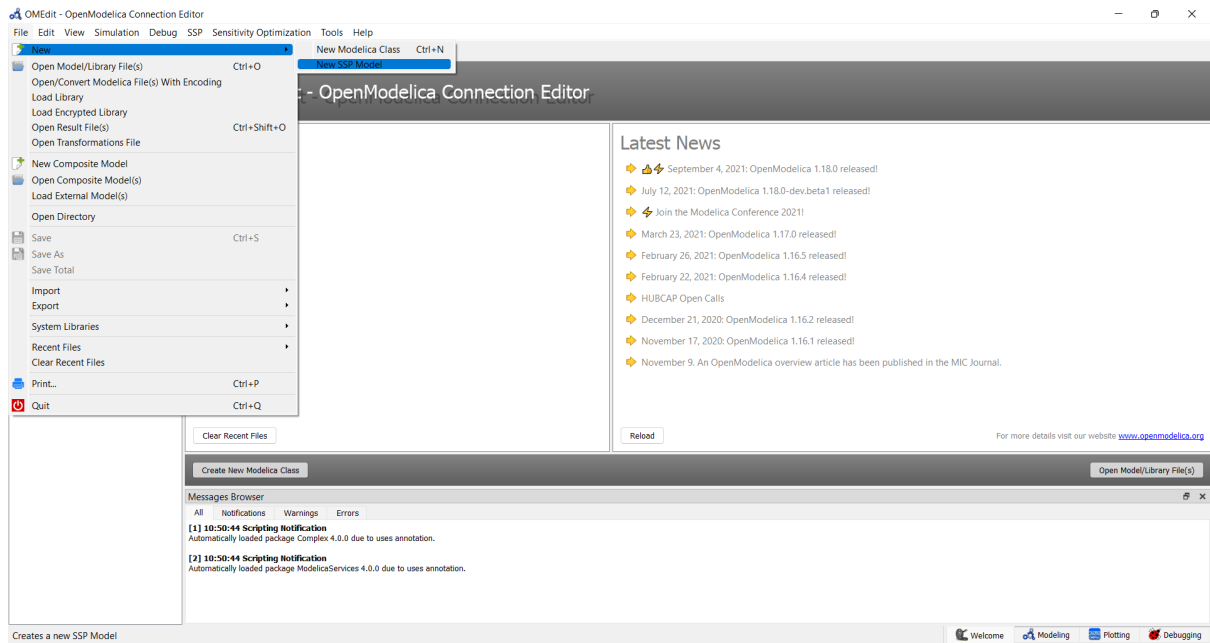 OMEdit - OpenModelica Connection Editor
File Edit View Simulation Debug SSP Sensitivity Optimization Tools Help
New
New Modelica Class Ctrl+N
New SSP Model
Open Model/Library File(s) Ctrl+O
Open/Convert Modelica File(s) With Encoding
Load Library
Load Encrypted Library
Open Result File(s) Ctrl+Shift+O
Open Transformations File
New Composite Model
Open Composite Model(s)
Load External Model(s)
Open Directory
Save Ctrl+S
Save As
Save Total
Import
Export
System Libraries
Recent Files
Clear Recent Files
Print... Ctrl+P
Quit Ctrl+Q
- OpenModelica Connection Editor
Latest News
September 4, 2021: OpenModelica 1.18.0 released!
July 12, 2021: OpenModelica 1.18.0-dev.beta1 released!
Join the Modelica Conference 2021!
March 23, 2021: OpenModelica 1.17.0 released!
February 26, 2021: OpenModelica 1.16.5 released!
February 22, 2021: OpenModelica 1.16.4 released!
HUBCAP Open Calls
December 21, 2020: OpenModelica 1.16.2 released!
November 17, 2020: OpenModelica 1.16.1 released!
November 9. An OpenModelica overview article has been published in the MIC Journal.
Clear Recent Files
Reload
For more details visit our website www.openmodelica.org
Create New Modelica Class
Open Model/Library File(s)
Messages Browser
All Notifications Warnings Errors
[1] 10:50:44 Scripting Notification
Automatically loaded package Complex 4.0.0 due to uses annotation.
[2] 10:50:44 Scripting Notification
Automatically loaded package ModelicaServices 4.0.0 due to uses annotation.
Creates a new SSP Model
Welcome Modeling Plotting Debugging